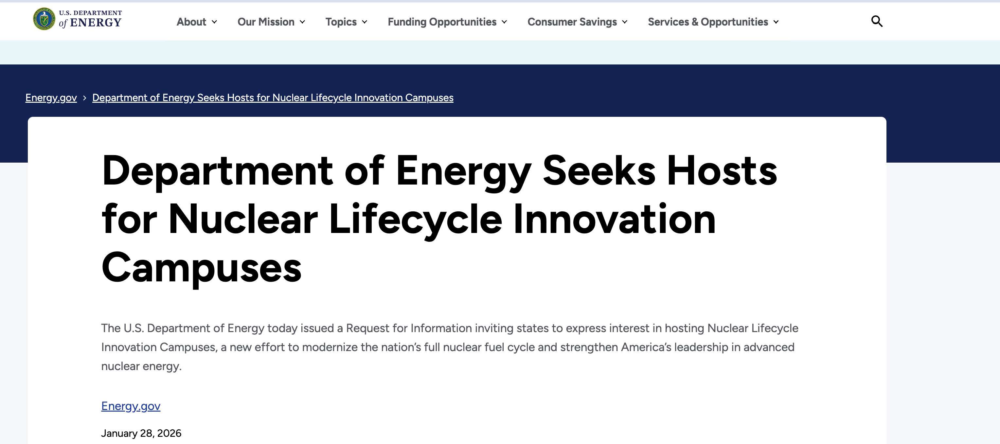 U.S. DEPARTMENT
of ENERGY
About
Our Mission
Topics
Funding Opportunities
Consumer Savings
Services & Opportunities
Energy.gov
Department of Energy Seeks Hosts for Nuclear Lifecycle Innovation Campuses
Department of Energy Seeks Hosts
for Nuclear Lifecycle Innovation
Campuses
The U.S. Department of Energy today issued a Request for Information inviting states to express interest in hosting Nuclear Lifecycle
Innovation Campuses, a new effort to modernize the nation’s full nuclear fuel cycle and strengthen America’s leadership in advanced
nuclear energy.
Energy.gov
January 28, 2026